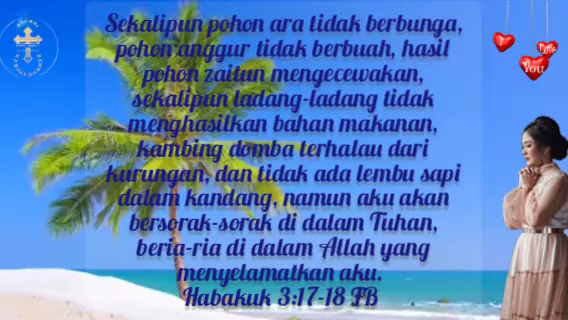 Sekalipun pohon ara tidak berbunga,
pohon anggur tidak berbuah, hasil
pohon zaitun mengecewakan,
sekalipun ladang-ladang tidak
menghasilkan bahan makanan,
kambing domba terhalau dari
kurungan, dan tidak ada lembu sapi
dalam kandang, namun aku akan
bersorak-sorak di dalam Tuhan,
beria-ria di dalam Allah yang
menyelamatkan aku.
Habakuk 3:17-18 TB
I
LOVE
YOU